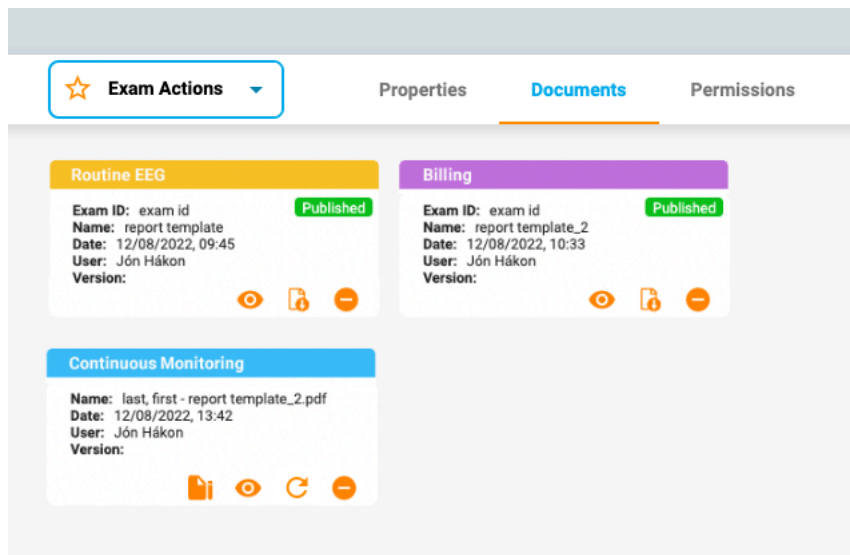 Exam Actions
Properties
Documents
Permissions
Routine EEG
Published
Exam ID: exam id
Name: report template
Date: 12/08/2022, 09:45
User: Jón Hákon
Version:
Billing
Published
Exam ID: exam id
Name: report template_2
Date: 12/08/2022, 10:33
User: Jón Hákon
Version:
Continuous Monitoring
Name: last, first - report template_2.pdf
Date: 12/08/2022, 13:42
User: Jón Hákon
Version: